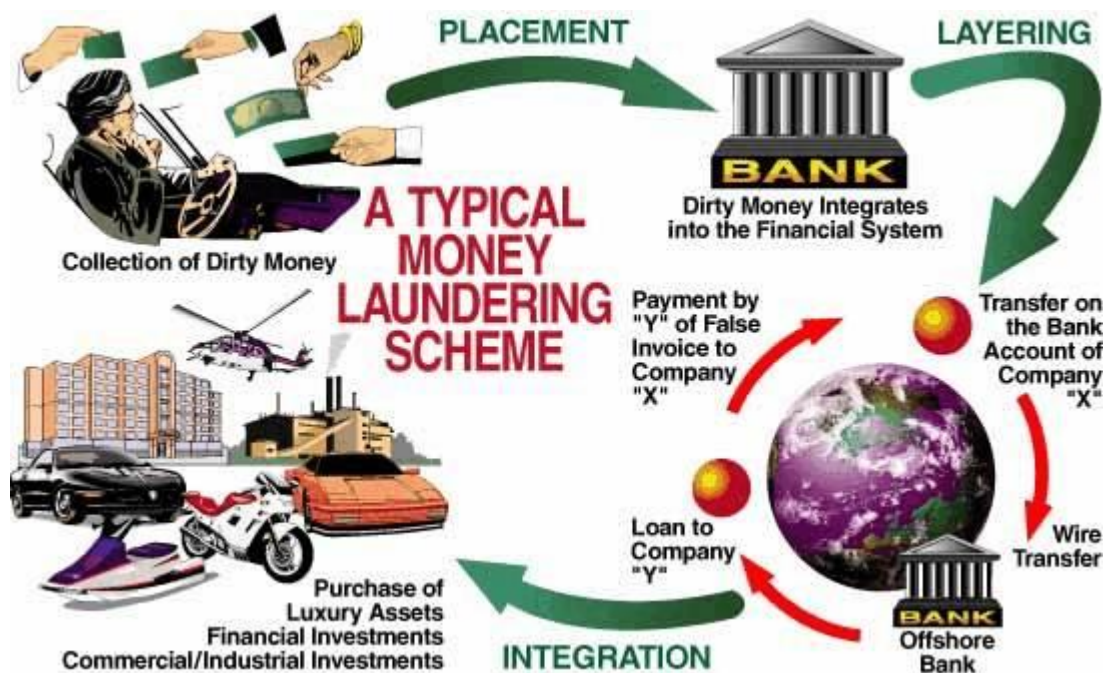 PLACEMENT
LAYERING
BANK
Dirty Money Integrates
into the Financial System
Collection of Dirty Money
A TYPICAL
MONEY
LAUNDERING
SCHEME
Payment by
"Y" of False
Invoice to
Company
"X"
Transfer on
the Bank
Account of
Company
"X"
Loan to
Company
"Y"
Wire
Transfer
BANK
Offshore
Bank
Purchase of
Luxury Assets
Financial Investments
Commercial/Industrial Investments
INTEGRATION